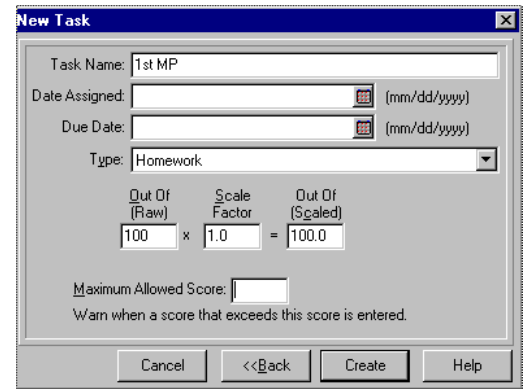 New Task
Task Name: 1st MP
Date Assigned: (mm/dd/yyyy)
Due Date: (mm/dd/yyyy)
Type: Homework
Out Of Scale Out Of
(Raw) Factor (Scaled)
100 x 1.0 = 100.0
Maximum Allowed Score:
Warn when a score that exceeds this score is entered.
Cancel <<Back Create Help